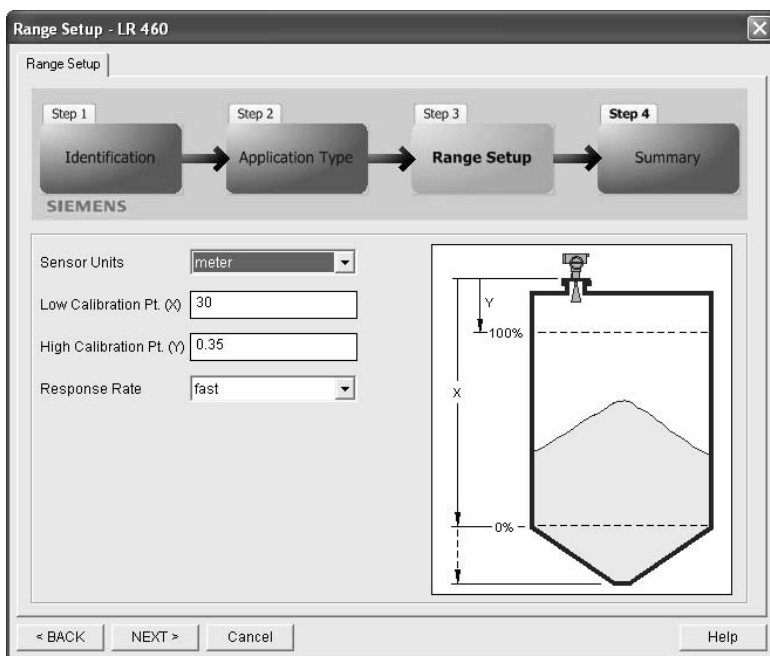 Range Setup - LR 460
Range Setup
Step 1
Step 2
Step 3
Step 4
Identification
Application Type
Range Setup
Summary
SIEMENS
Sensor Units
meter
Low Calibration Pt. (X)
30
High Calibration Pt. (Y)
0.35
Response Rate
fast
Y
100%
X
0%
< BACK
NEXT >
Cancel
Help